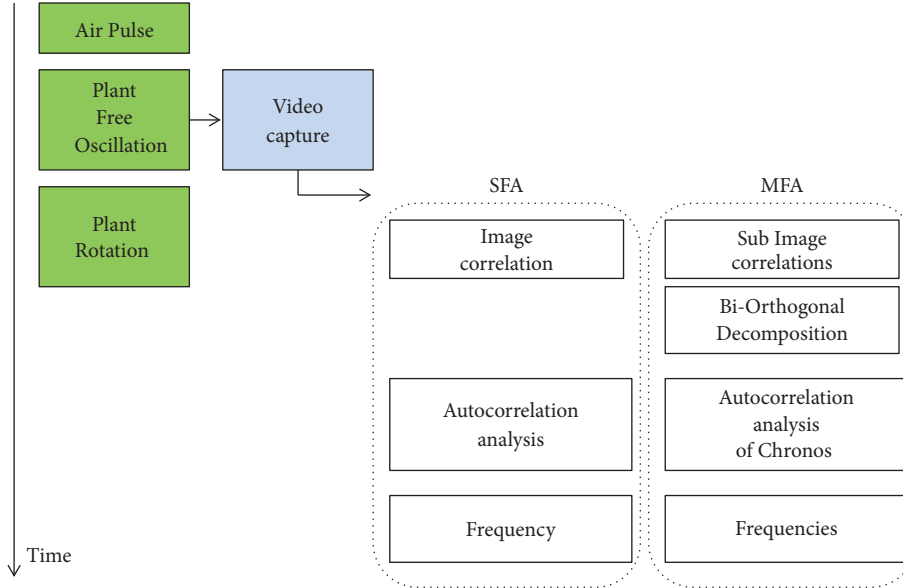 Air Pulse
Plant
Free
Oscillation
Video
capture
Plant
Rotation
SFA
MFA
Image
correlation
Sub Image
correlations
Bi-Orthogonal
Decomposition
Autocorrelation
analysis
Autocorrelation
analysis
of Chronos
Frequency
Frequencies
Time